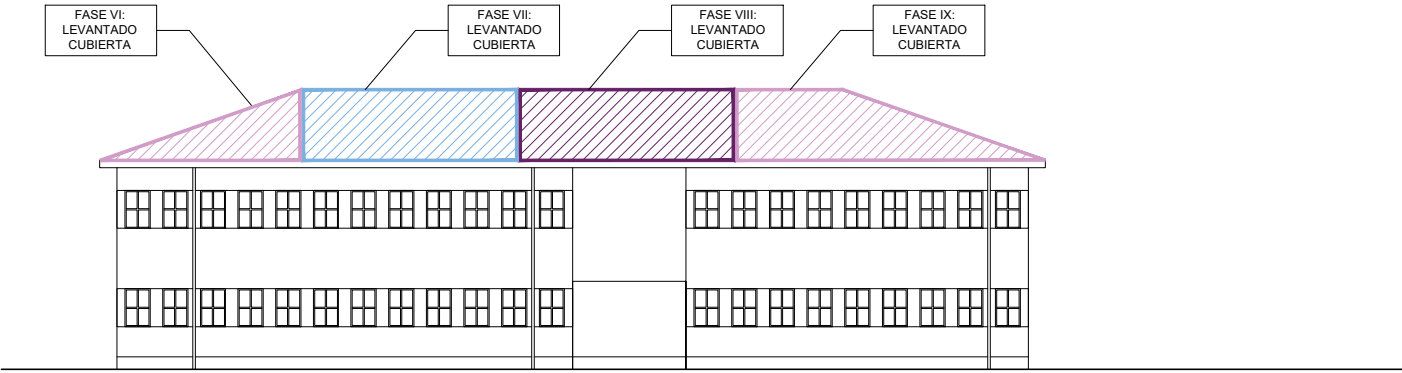 FASE VI:
LEVANTADO
CUBIERTA
FASE VII:
LEVANTADO
CUBIERTA
FASE VIII:
LEVANTADO
CUBIERTA
FASE IX:
LEVANTADO
CUBIERTA